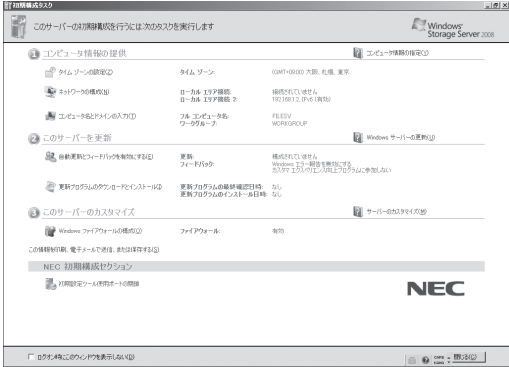 初期構成タスク
このサーバーの初期構成を行うには次のタスクを実行します
Windows Storage Server 2008
1 コンピュータ情報の提供
コンピュータ情報の指定(V)
タイム ゾーンの設定(Z)
タイム ゾーン:
(GMT+09:00) 大阪、札幌、東京
ネットワークの構成(N)
ローカル エリア接続:
接続されていません
ローカル エリア接続 2:
192.168.1.2, IPv6 (有効)
コンピュータ名とドメインの入力(D)
フル コンピュータ名:
FILESV
ワークグループ:
WORKGROUP
2 このサーバーを更新
Windows サーバーの更新(U)
自動更新とフィードバックを有効にする(E)
更新:
構成されていません
フィードバック:
Windows エラー報告を無効にする
カスタマ エクスペリエンス向上プログラムに参加しない
更新プログラムのダウンロードとインストール(I)
更新プログラムの最終確認日時:
なし
更新プログラムのインストール日時:
なし
3 このサーバーのカスタマイズ
サーバーのカスタマイズ(M)
Windows ファイアウォールの構成(O)
ファイアウォール:
有効
この情報を印刷、電子メールで送信、または保存する(S)
NEC 初期構成セクション
初期設定ツール使用ポートの開頭
NEC
ログオン時にこのウィンドウを表示しない(D)
CAPS
KANA
閉じる(C)